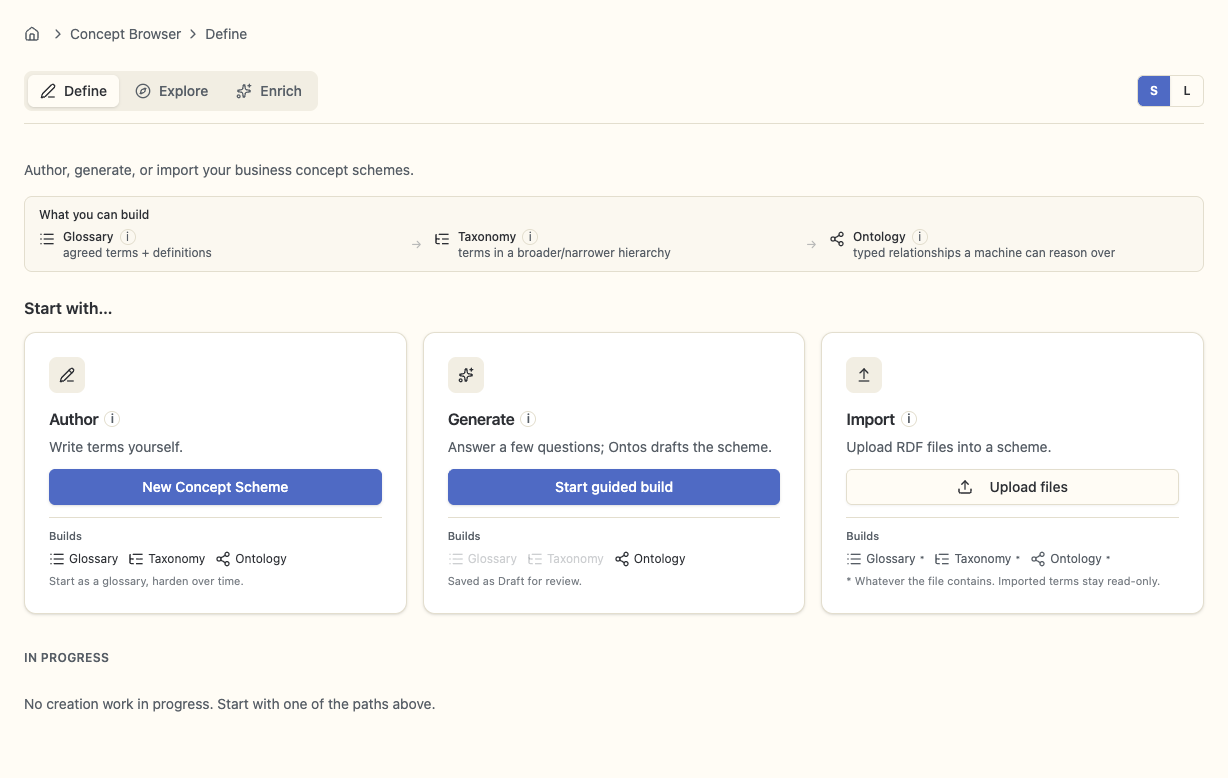 Concept Browser > Define
Define Explore Enrich S L
Author, generate, or import your business concept schemes.
What you can build
Glossary i → Taxonomy i → Ontology i
agreed terms + definitions terms in a broader/narrower hierarchy typed relationships a machine can reason over
Start with...
Author i
Write terms yourself.
New Concept Scheme
Builds
Glossary Taxonomy Ontology
Start as a glossary, harden over time.
Generate i
Answer a few questions; Ontos drafts the scheme.
Start guided build
Builds
Glossary Taxonomy Ontology
Saved as Draft for review.
Import i
Upload RDF files into a scheme.
Upload files
Builds
Glossary * Taxonomy * Ontology *
* Whatever the file contains. Imported terms stay read-only.
IN PROGRESS
No creation work in progress. Start with one of the paths above.